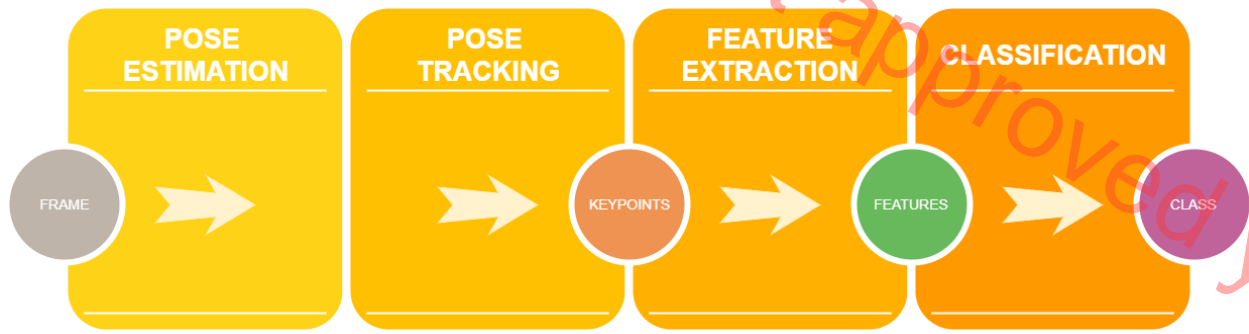 POSE
ESTIMATION
POSE
TRACKING
FEATURE
EXTRACTION
CLASSIFICATION
FRAME
KEYPOINTS
FEATURES
CLASS
approved